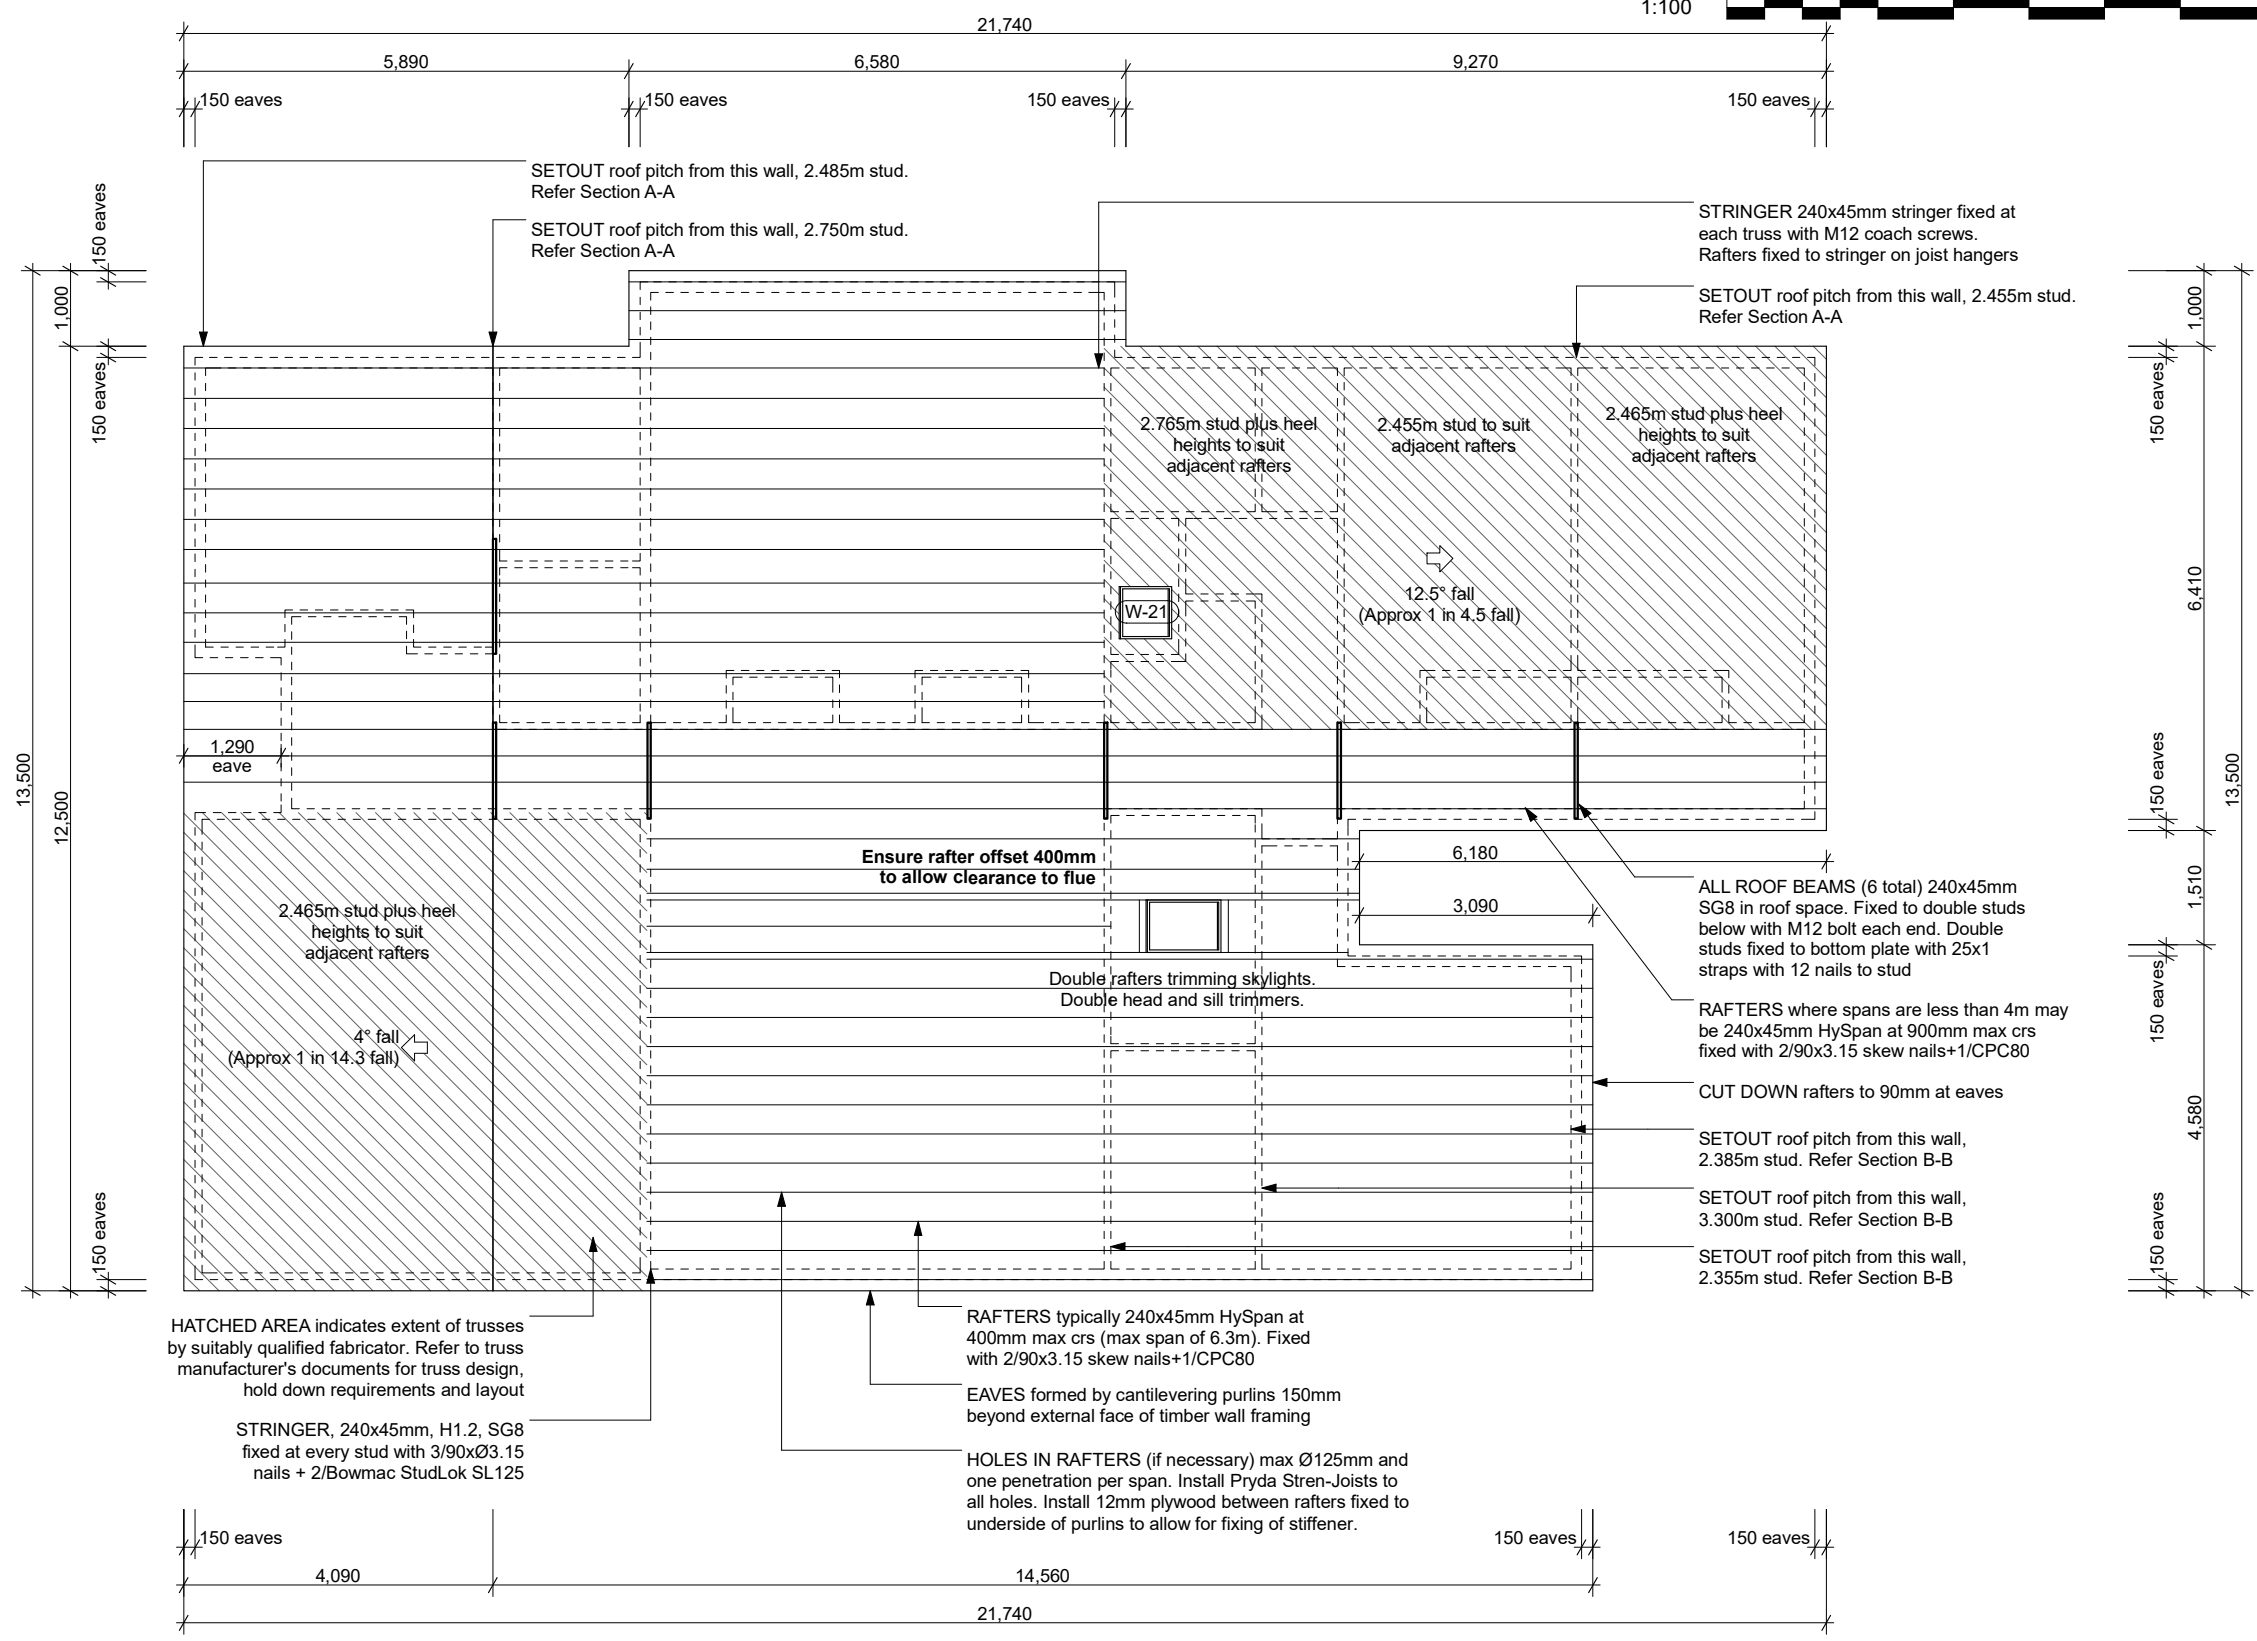 1:100
21,740
5,890
6,580
9,270
150 eaves
150 eaves
150 eaves
150 eaves
SETOUT roof pitch from this wall, 2.485m stud.
Refer Section A-A
SETOUT roof pitch from this wall, 2.750m stud.
Refer Section A-A
STRINGER 240x45mm stringer fixed at
each truss with M12 coach screws.
Rafters fixed to stringer on joist hangers
SETOUT roof pitch from this wall, 2.455m stud.
Refer Section A-A
150 eaves
1,000
150 eaves
13,500
12,500
150 eaves
1,000
150 eaves
6,410
150 eaves
13,500
1,510
150 eaves
4,580
150 eaves
2.765m stud plus heel
heights to suit
adjacent rafters
2.455m stud to suit
adjacent rafters
2.465m stud plus heel
heights to suit
adjacent rafters
12.5° fall
(Approx 1 in 4.5 fall)
W-21
1,290
eave
Ensure rafter offset 400mm
to allow clearance to flue
6,180
3,090
2.465m stud plus heel
heights to suit
adjacent rafters
4° fall
(Approx 1 in 14.3 fall)
Double rafters trimming skylights.
Double head and sill trimmers.
ALL ROOF BEAMS (6 total) 240x45mm
SG8 in roof space. Fixed to double studs
below with M12 bolt each end. Double
studs fixed to bottom plate with 25x1
straps with 12 nails to stud
RAFTERS where spans are less than 4m may
be 240x45mm HySpan at 900mm max crs
fixed with 2/90x3.15 skew nails+1/CPC80
CUT DOWN rafters to 90mm at eaves
SETOUT roof pitch from this wall,
2.385m stud. Refer Section B-B
SETOUT roof pitch from this wall,
3.300m stud. Refer Section B-B
SETOUT roof pitch from this wall,
2.355m stud. Refer Section B-B
HATCHED AREA indicates extent of trusses
by suitably qualified fabricator. Refer to truss
manufacturer's documents for truss design,
hold down requirements and layout
STRINGER, 240x45mm, H1.2, SG8
fixed at every stud with 3/90xØ3.15
nails + 2/Bowmac StudLok SL125
RAFTERS typically 240x45mm HySpan at
400mm max crs (max span of 6.3m). Fixed
with 2/90x3.15 skew nails+1/CPC80
EAVES formed by cantilevering purlins 150mm
beyond external face of timber wall framing
HOLES IN RAFTERS (if necessary) max Ø125mm and
one penetration per span. Install Pryda Stren-Joists to
all holes. Install 12mm plywood between rafters fixed to
underside of purlins to allow for fixing of stiffener.
150 eaves
150 eaves
150 eaves
4,090
14,560
21,740